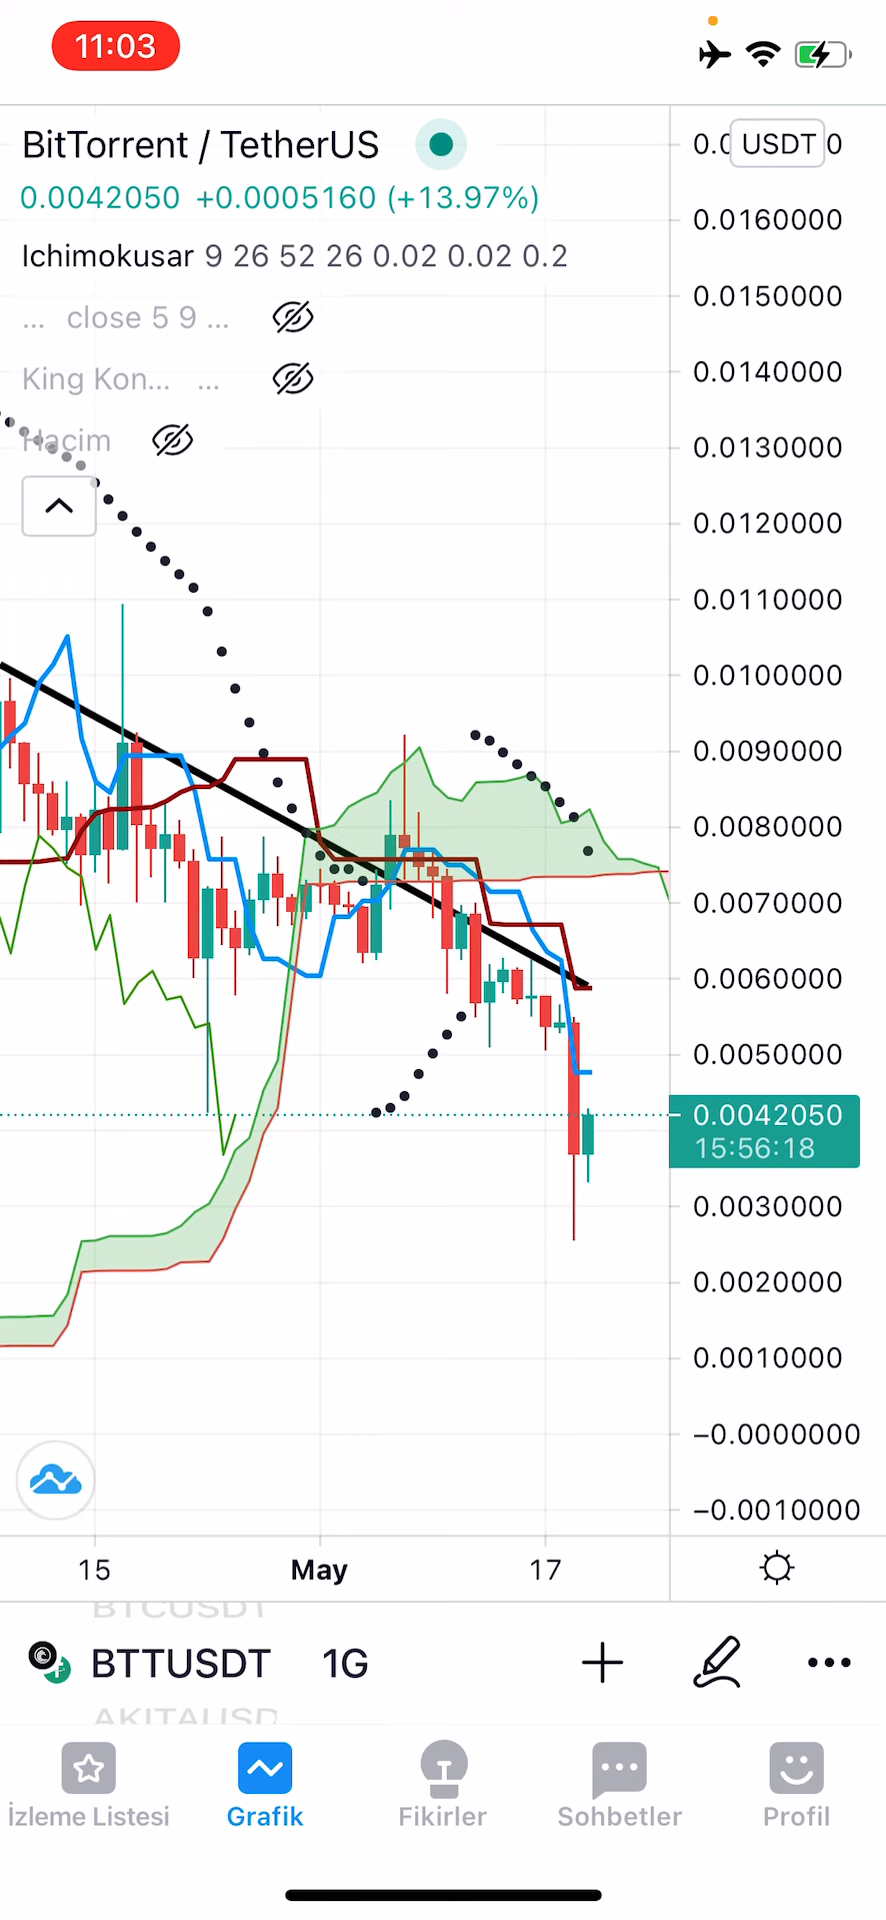 11:03
BitTorrent / TetherUS
0.0042050 +0.0005160 (+13.97%)
Ichimokusar 9 26 52 26 0.02 0.02 0.2
... close 5 9 ...
King Kon... ...
Hacim
USDT
0.0160000
0.0150000
0.0140000
0.0130000
0.0120000
0.0110000
0.0100000
0.0090000
0.0080000
0.0070000
0.0060000
0.0050000
0.0042050
15:56:18
0.0030000
0.0020000
0.0010000
−0.0000000
−0.0010000
15 May 17
BTCUSDT
BTTUSDT 1G
AKITAUSD
İzleme Listesi Grafik Fikirler Sohbetler Profil